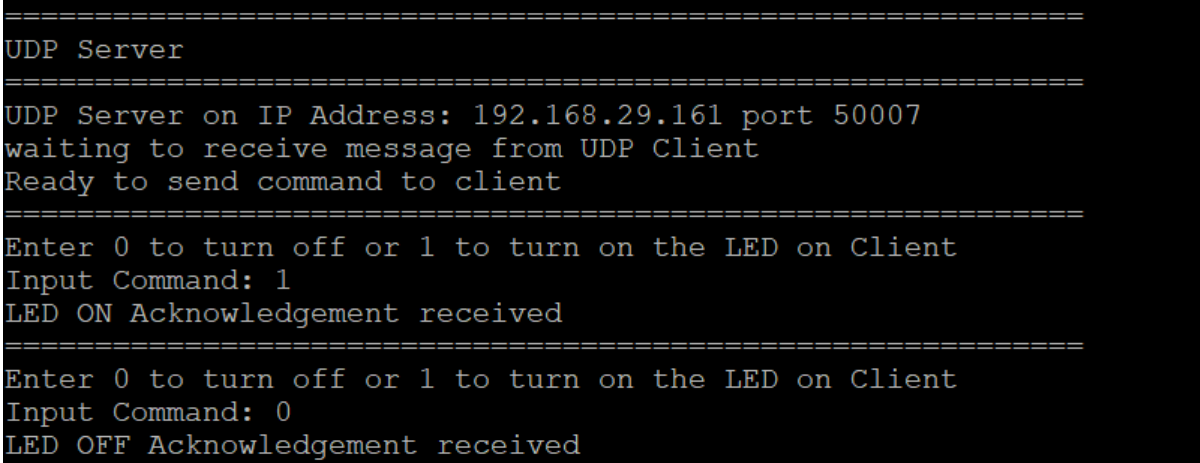 ============================================================
UDP Server
============================================================
UDP Server on IP Address: 192.168.29.161 port 50007
waiting to receive message from UDP Client
Ready to send command to client
============================================================
Enter 0 to turn off or 1 to turn on the LED on Client
Input Command: 1
LED ON Acknowledgement received
============================================================
Enter 0 to turn off or 1 to turn on the LED on Client
Input Command: 0
LED OFF Acknowledgement received